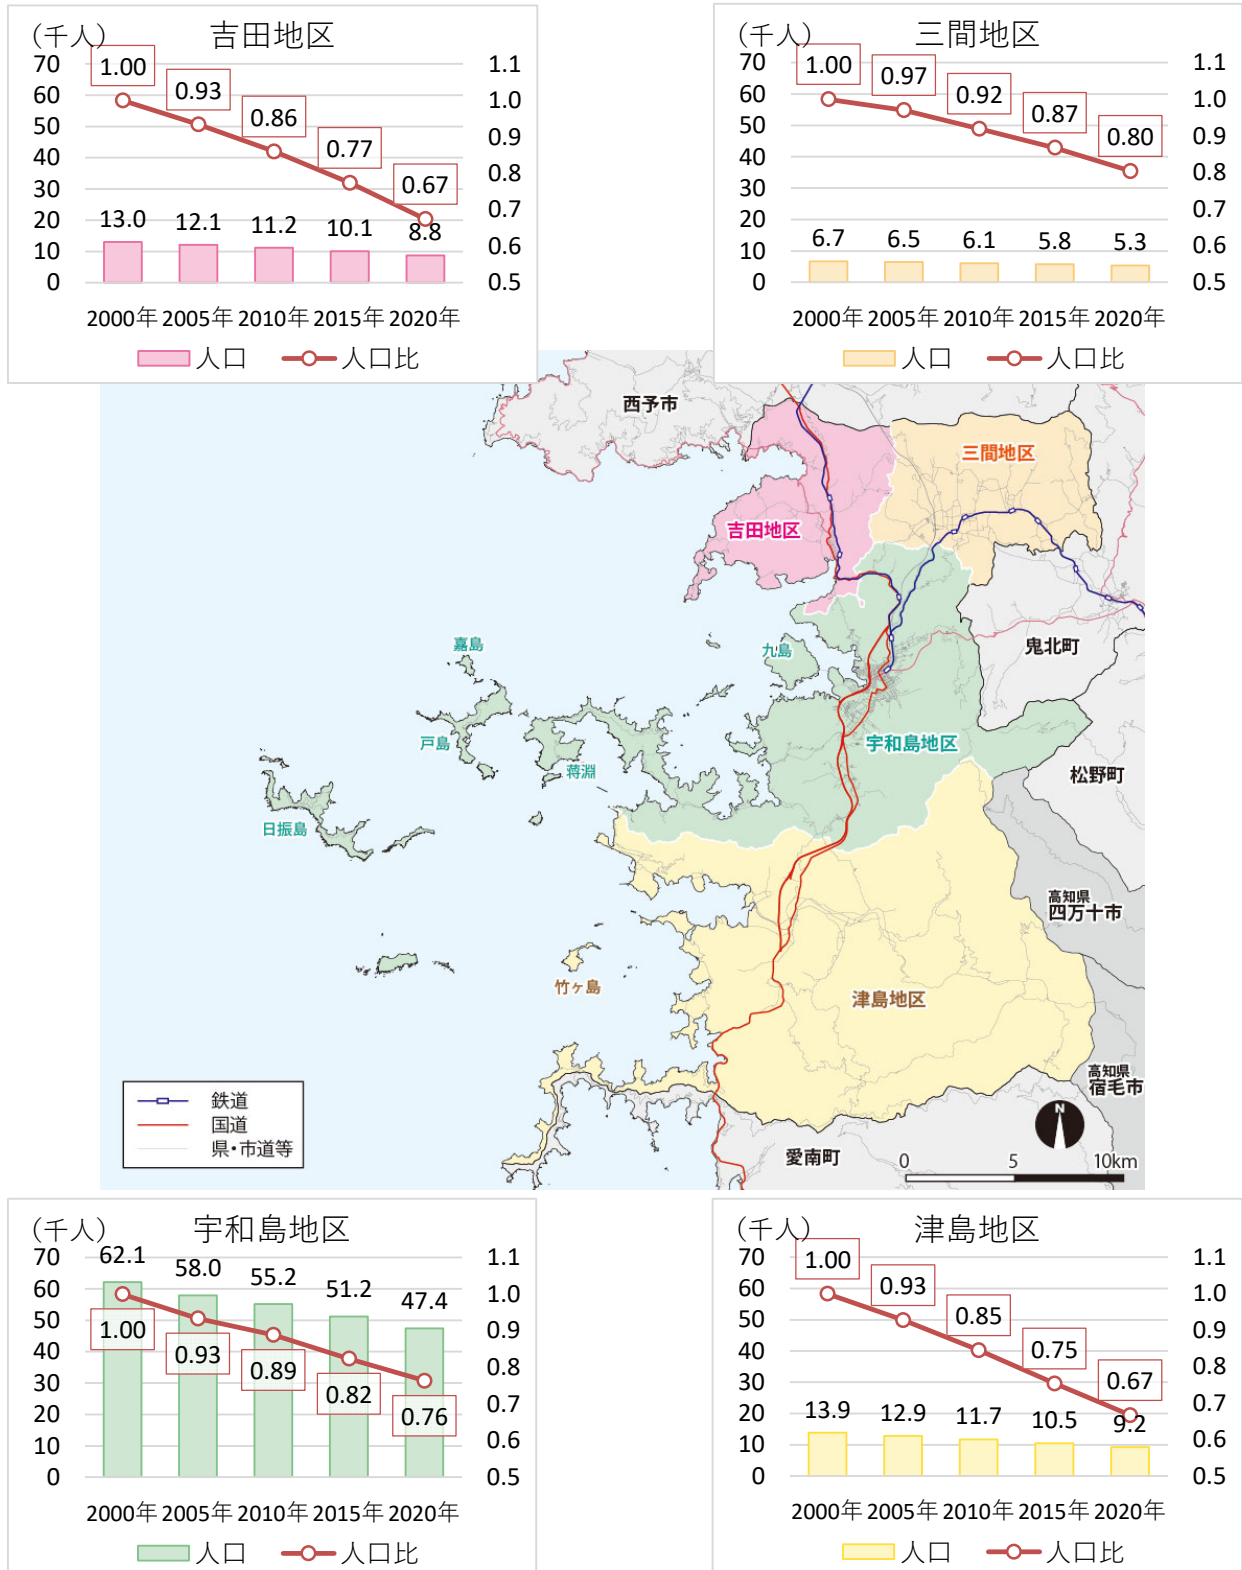 (千人)
吉田地区
70
60
50
40
30
20
10
0
1.1
1.0
0.9
0.8
0.7
0.6
0.5
1.00
0.93
0.86
0.77
0.67
13.0
12.1
11.2
10.1
8.8
2000年 2005年 2010年 2015年 2020年
人口 人口比
(千人)
三間地区
70
60
50
40
30
20
10
0
1.1
1.0
0.9
0.8
0.7
0.6
0.5
1.00
0.97
0.92
0.87
0.80
6.7
6.5
6.1
5.8
5.3
2000年 2005年 2010年 2015年 2020年
人口 人口比
西予市
三間地区
吉田地区
鬼北町
嘉島
九島
戸島
蒋淵
宇和島地区
松野町
日振島
高知県
四万十市
竹ヶ島
津島地区
高知県
宿毛市
愛南町
鉄道
国道
県・市道等
N
0 5 10km
(千人)
宇和島地区
70
60
50
40
30
20
10
0
1.1
1.0
0.9
0.8
0.7
0.6
0.5
62.1
58.0
55.2
51.2
47.4
1.00
0.93
0.89
0.82
0.76
2000年 2005年 2010年 2015年 2020年
人口 人口比
(千人)
津島地区
70
60
50
40
30
20
10
0
1.1
1.0
0.9
0.8
0.7
0.6
0.5
1.00
0.93
0.85
0.75
0.67
13.9
12.9
11.7
10.5
9.2
2000年 2005年 2010年 2015年 2020年
人口 人口比